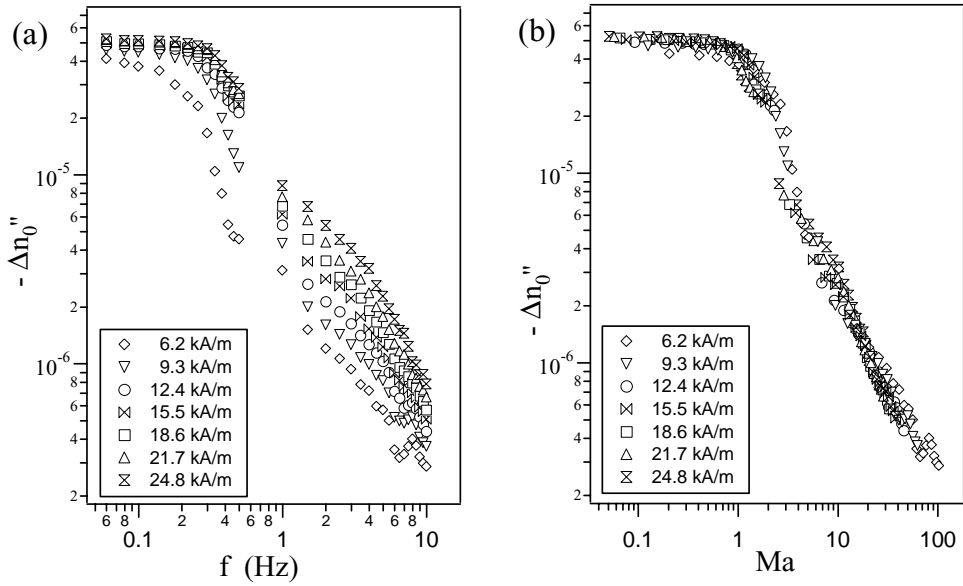 (a)
6
4
2
10⁻⁵
8
6
4
2
10⁻⁶
8
6
4
2
- Δn₀"
6.2 kA/m
9.3 kA/m
12.4 kA/m
15.5 kA/m
18.6 kA/m
21.7 kA/m
24.8 kA/m
6 8 2 4 6 8 2 4 6 8
0.1 1 10
f (Hz)
(b)
6
4
2
10⁻⁵
8
6
4
2
10⁻⁶
8
6
4
2
- Δn₀"
6.2 kA/m
9.3 kA/m
12.4 kA/m
15.5 kA/m
18.6 kA/m
21.7 kA/m
24.8 kA/m
0.1 1 10 100
Ma